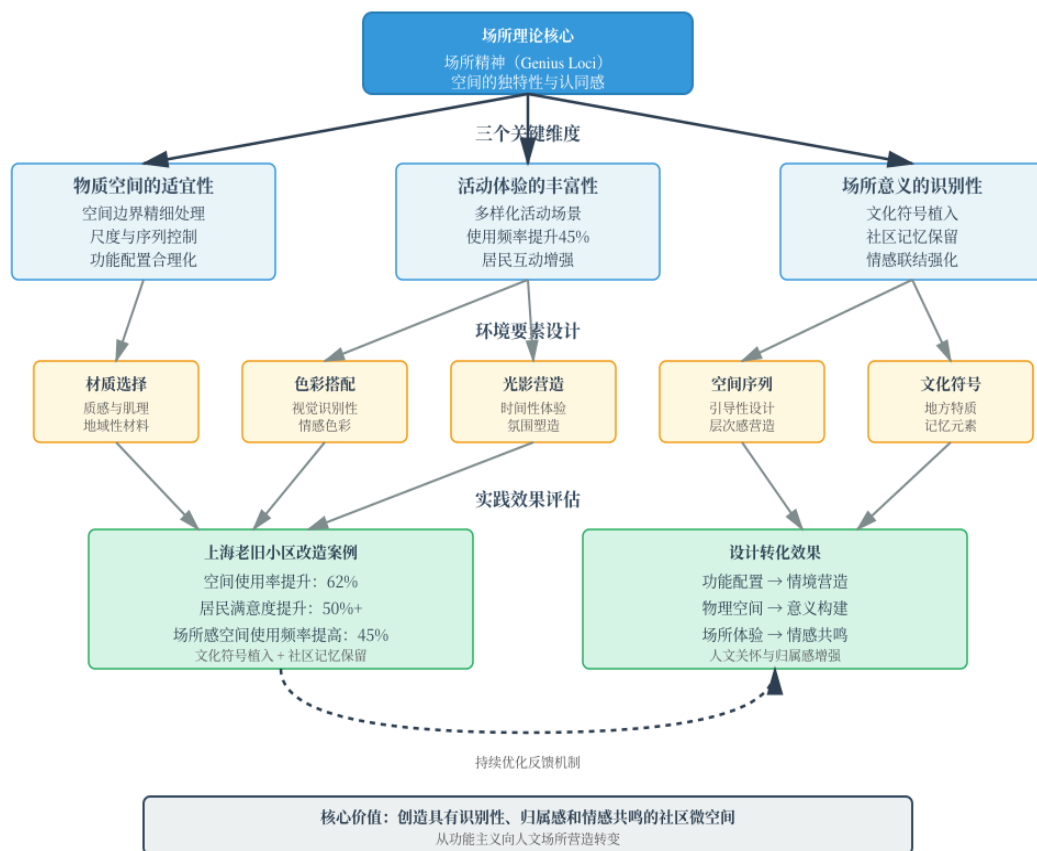 场所理论核心
场所精神（Genius Loci）
空间的独特性与认同感
三个关键维度
物质空间的适宜性
空间边界精细处理
尺度与序列控制
功能配置合理化
活动体验的丰富性
多样化活动场景
使用频率提升45%
居民互动增强
场所意义的识别性
文化符号植入
社区记忆保留
情感联结强化
环境要素设计
材质选择
质感与肌理
地域性材料
色彩搭配
视觉识别性
情感色彩
光影营造
时间性体验
氛围塑造
空间序列
引导性设计
层次感营造
文化符号
地方特质
记忆元素
实践效果评估
上海老旧小区改造案例
空间使用率提升：62%
居民满意度提升：50%+
场所感空间使用频率提高：45%
文化符号植入 + 社区记忆保留
设计转化效果
功能配置 → 情境营造
物理空间 → 意义构建
场所体验 → 情感共鸣
人文关怀与归属感增强
持续优化反馈机制
核心价值：创造具有识别性、归属感和情感共鸣的社区微空间
从功能主义向人文场所营造转变